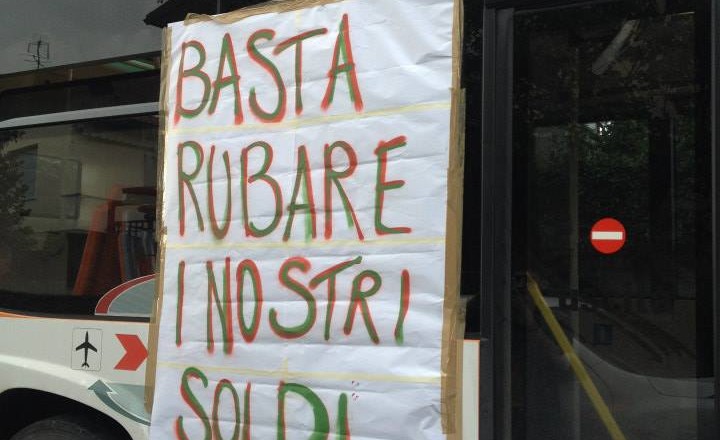 BASTA
RUBARE
I NOSTRI
SOLDI